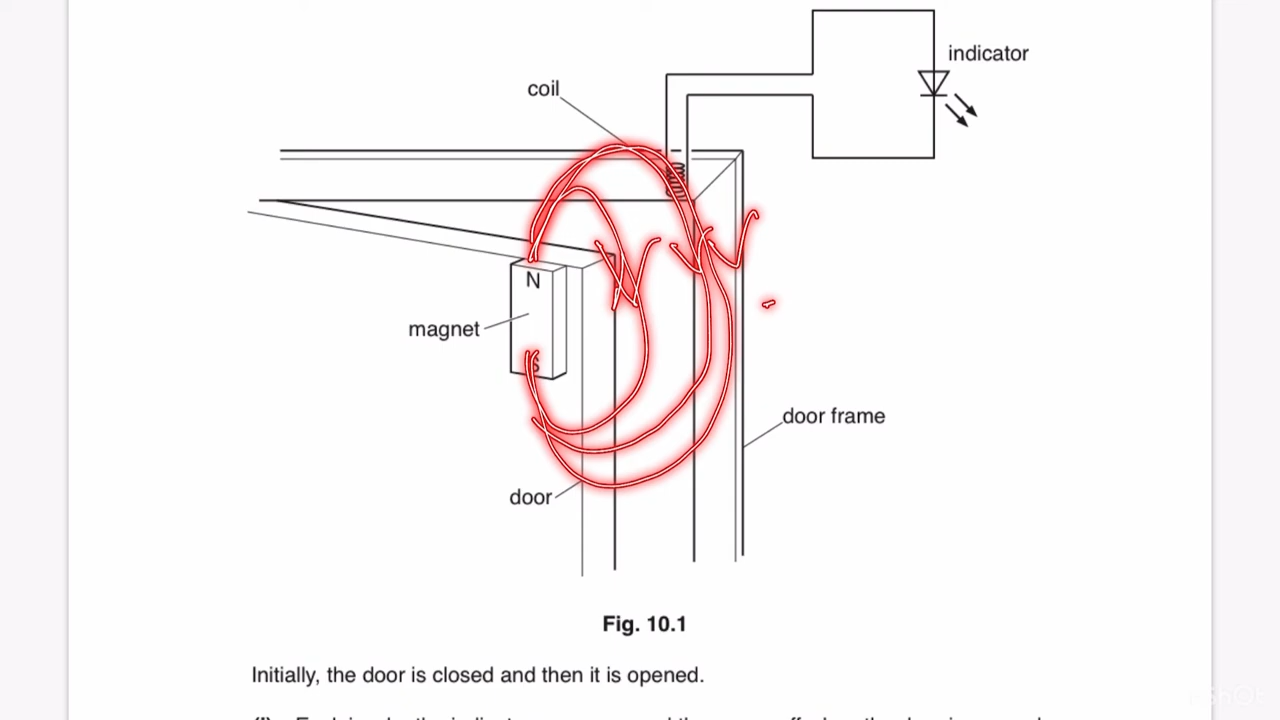 indicator
coil
N
magnet
S
door frame
door
Fig. 10.1
Initially, the door is closed and then it is opened.